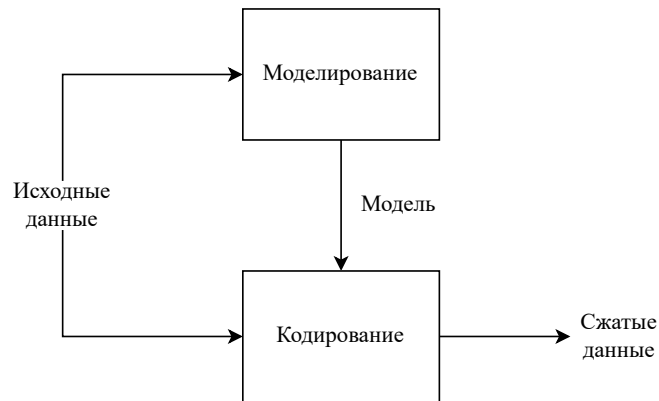 Моделирование
Исходные
данные
Модель
Кодирование
Сжатые
данные